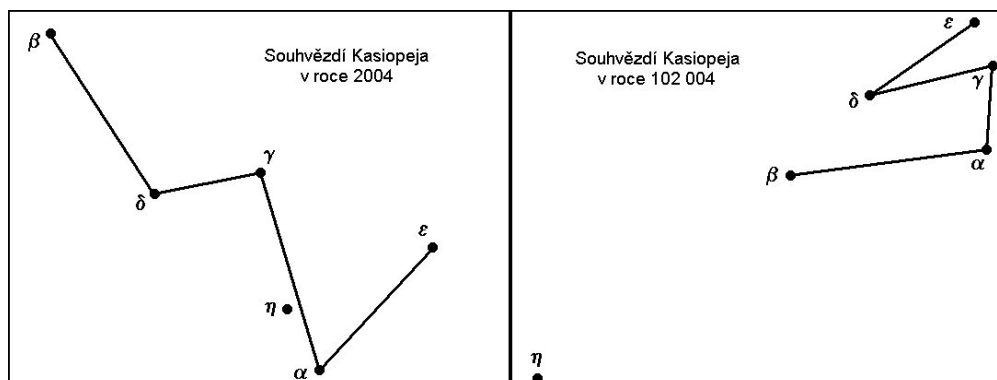 Souhvězdí Kasiopeja
v roce 2004
β
γ
δ
ε
η
α
Souhvězdí Kasiopeja
v roce 102 004
ε
γ
δ
α
β
η